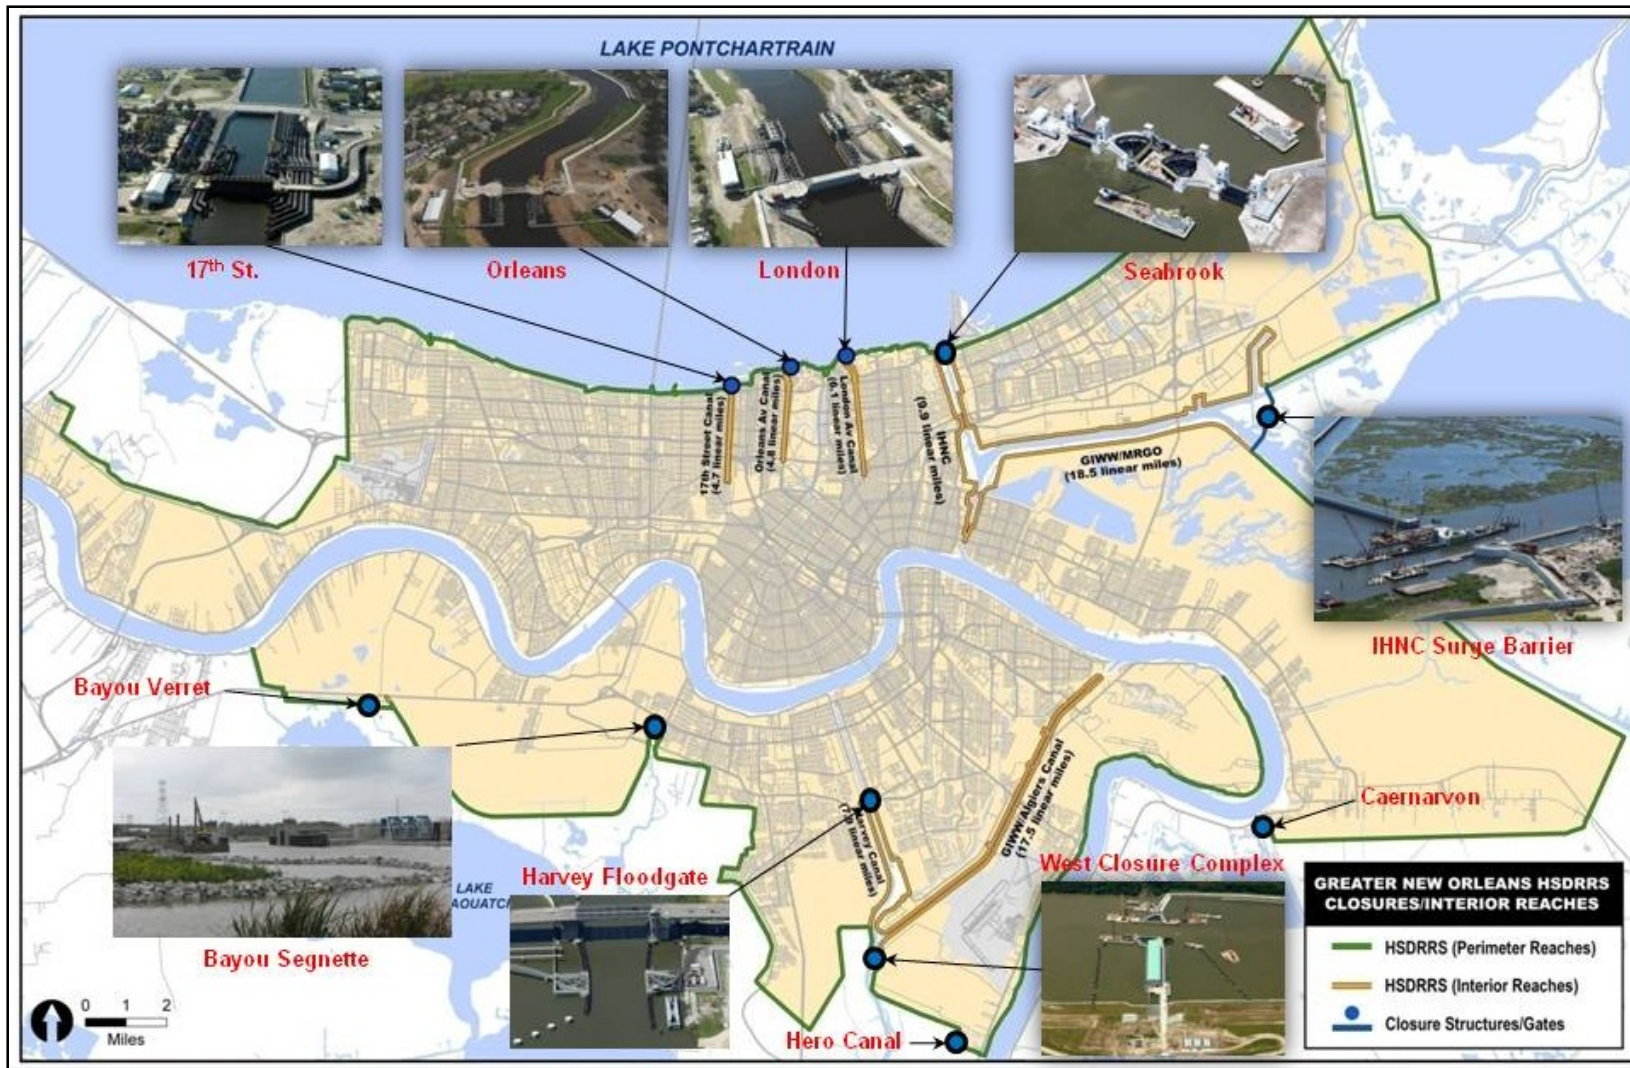 LAKE PONTCHARTRAIN
17th St.
Orleans
London
Seabrook
17th Street Canal
(4.7 linear miles)
Orleans Av Canal
(4.8 linear miles)
London Av Canal
(6.1 linear miles)
IHNC
(9.9 linear miles)
GIWW/MRGO
(18.5 linear miles)
IHNC Surge Barrier
Bayou Verret
Bayou Segnette
LAKE
Harvey Floodgate
Harvey Canal
(7.9 linear miles)
GIWW/Algiers Canal
(17.5 linear miles)
West Closure Complex
Caernarvon
Hero Canal
0 1 2
Miles
GREATER NEW ORLEANS HSDRRS
CLOSURES/INTERIOR REACHES
HSDRRS (Perimeter Reaches)
HSDRRS (Interior Reaches)
Closure Structures/Gates